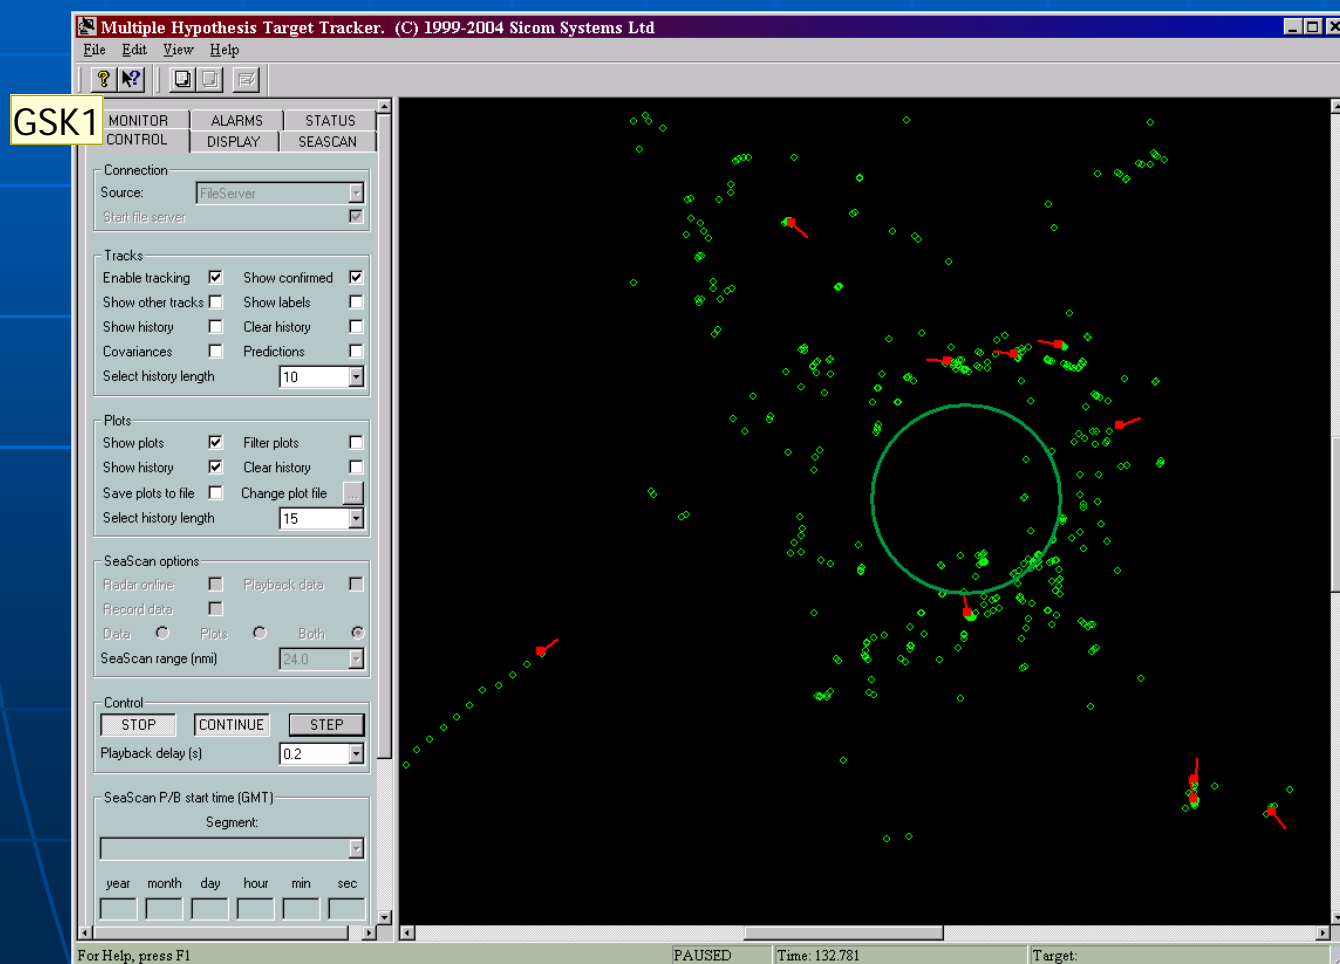 Multiple Hypothesis Target Tracker. (C) 1999-2004 Sicom Systems Ltd
File Edit View Help
GSK1
MONITOR ALARMS STATUS
CONTROL DISPLAY SEASCAN
Connection
Source: FileServer
Start file server
Tracks
Enable tracking Show confirmed
Show other tracks Show labels
Show history Clear history
Covariances Predictions
Select history length 10
Plots
Show plots Filter plots
Show history Clear history
Save plots to file Change plot file ...
Select history length 15
SeaScan options
Radar online Playback data
Record data
Data Plots Both
SeaScan range (nmi) 24.0
Control
STOP CONTINUE STEP
Playback delay (s) 0.2
SeaScan P/B start time (GMT)
Segment:
year month day hour min sec
For Help, press F1 PAUSED Time: 132.781 Target: